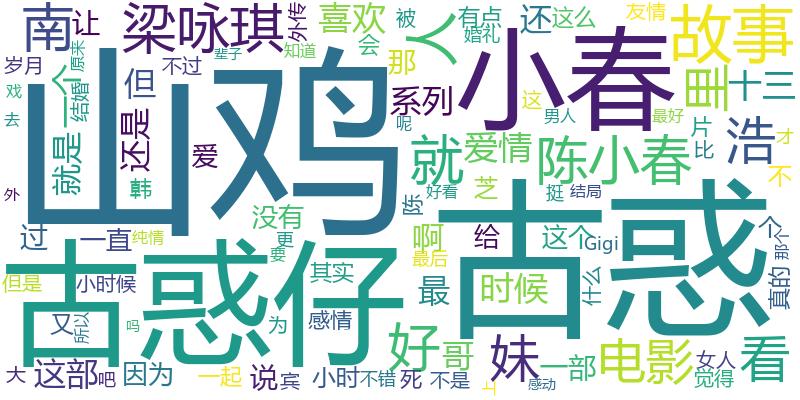 南 让 梁咏琪 外传 喜欢 被 有点 还 这么 友情 故事
岁月 原来 一个 结婚 不过 辈子 知道 会 人 那 婚礼 小春 里 十三
戏 去 就是 但 还是 系列 这 男人 片 最好 浩 才
山鸡 爱 就 爱情 呢 陈小春 比 不
外 韩 没有 陈 好看 芝 挺 结局
过 一直 纯情 更 要 啊 给 这个 Gigi 个 那个
古惑仔 最后 古惑
但是 小时候 其实 最 时候 什么 真的
又 所以 吗 为 感情 好 哥 妹 一部 电影 女人 看
大 这部 吧 因为 一起 说 宾 小时 不错 死 不是 上 感动 觉得